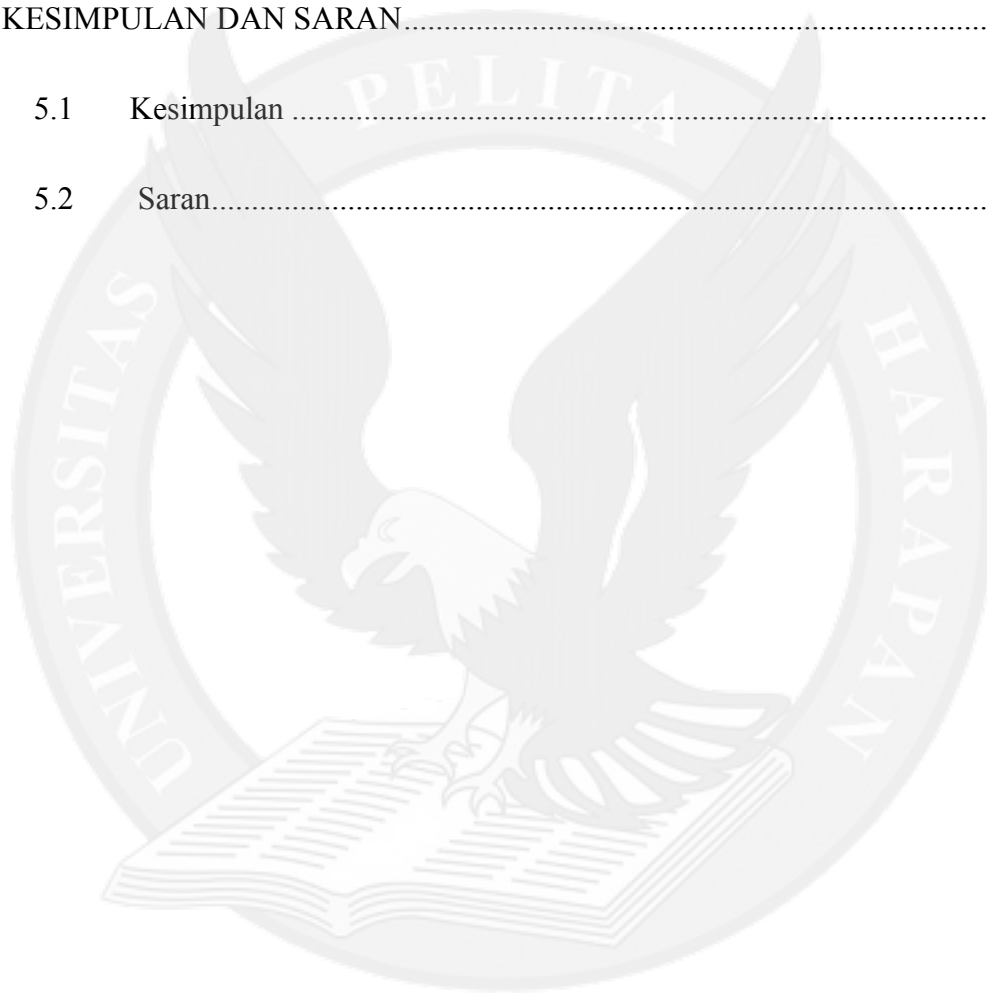 KESIMPULAN DAN SARAN................................................................................
5.1 Kesimpulan ................................................................................................
5.2 Saran...........................................................................................................
UNIVERSITAS PELITA HARAPAN